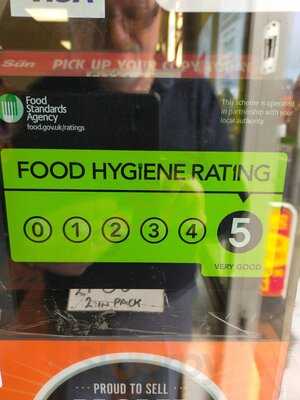 VISA
Sun PICK UP YOUR COPY
Food
Standards
Agency
food.gov.uk/ratings
This scheme is operated
in partnership with your
local authority
FOOD HYGIENE RATING
0 1 2 3 4 5
VERY GOOD
2 IN PACK
PROUD TO SELL